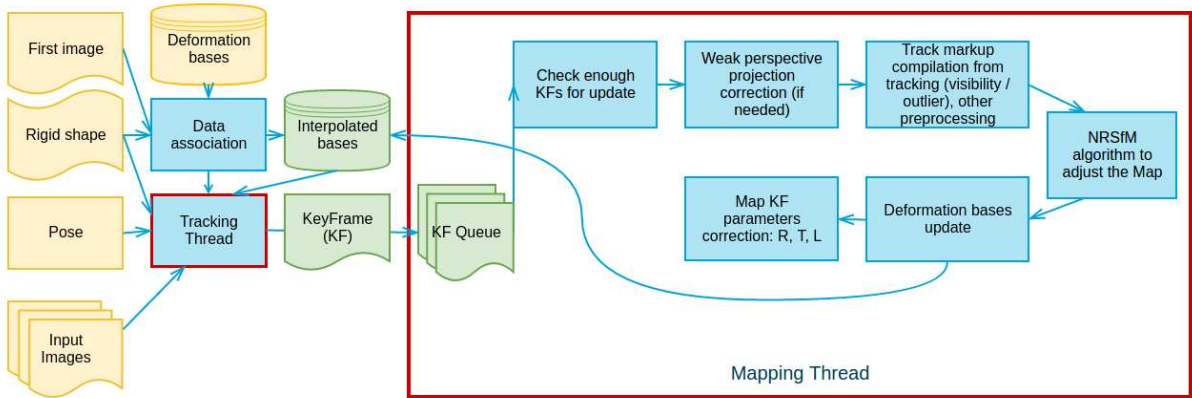 First image
Deformation
bases
Rigid shape
Data
association
Interpolated
bases
Pose
Tracking
Thread
KeyFrame
(KF)
KF Queue
Input
Images
Check enough
KFs for update
Weak perspective
projection
correction (if
needed)
Track markup
compilation from
tracking (visibility /
outlier), other
preprocessing
NRSfM
algorithm to
adjust the Map
Deformation bases
update
Map KF
parameters
correction: R, T, L
Mapping Thread